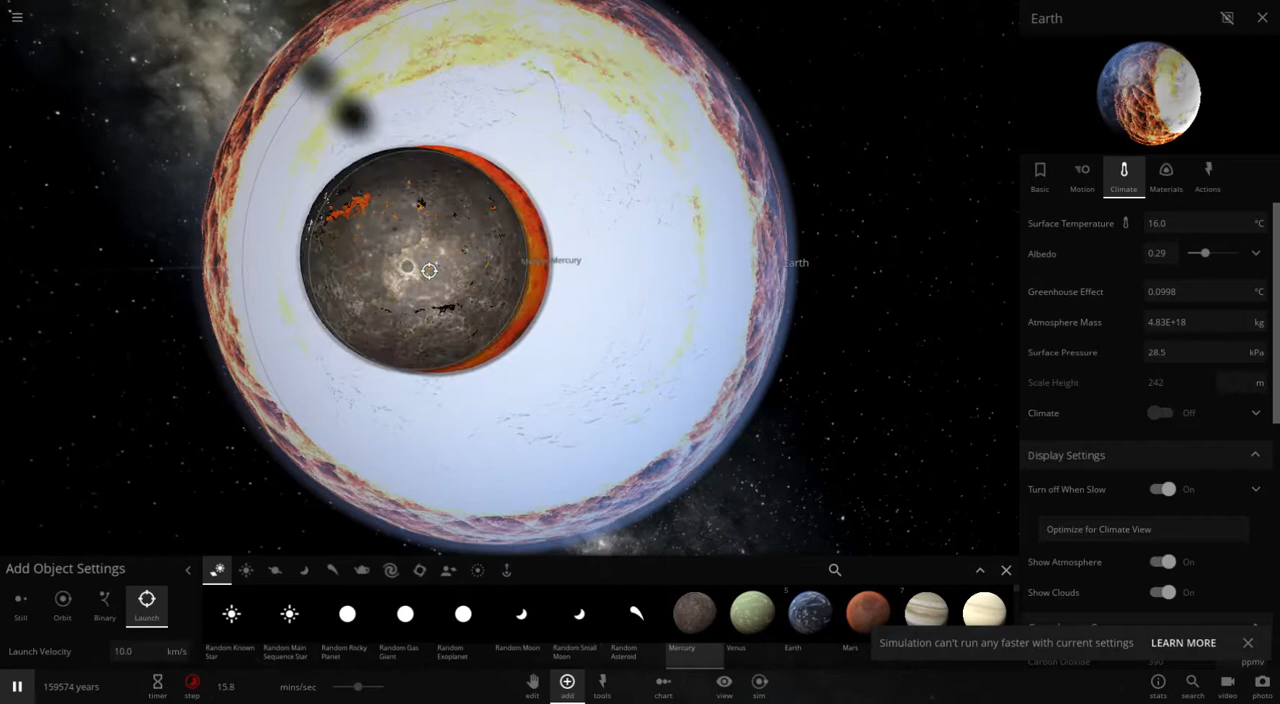 Earth
Basic
Motion
Climate
Materials
Actions
Surface Temperature 16.0 °C
Albedo 0.29
Greenhouse Effect 0.0998 °C
Atmosphere Mass 4.83E+18 kg
Surface Pressure 28.5 kPa
Scale Height 242 m
Climate Off
Display Settings
Turn off When Slow On
Optimize for Climate View
Show Atmosphere On
Show Clouds On
Carbon Dioxide 390 ppmv
Mercury
Earth
Add Object Settings
Still
Orbit
Binary
Launch
Launch Velocity 10.0 km/s
Random Known Star
Random Main Sequence Star
Random Rocky Planet
Random Gas Giant
Random Exoplanet
Random Moon
Random Small Moon
Random Asteroid
Mercury
Venus
5
Earth
Mars
7
Simulation can't run any faster with current settings LEARN MORE
159574 years
timer
step
15.8 mins/sec
edit
add
tools
chart
view
sim
stats
search
video
photo